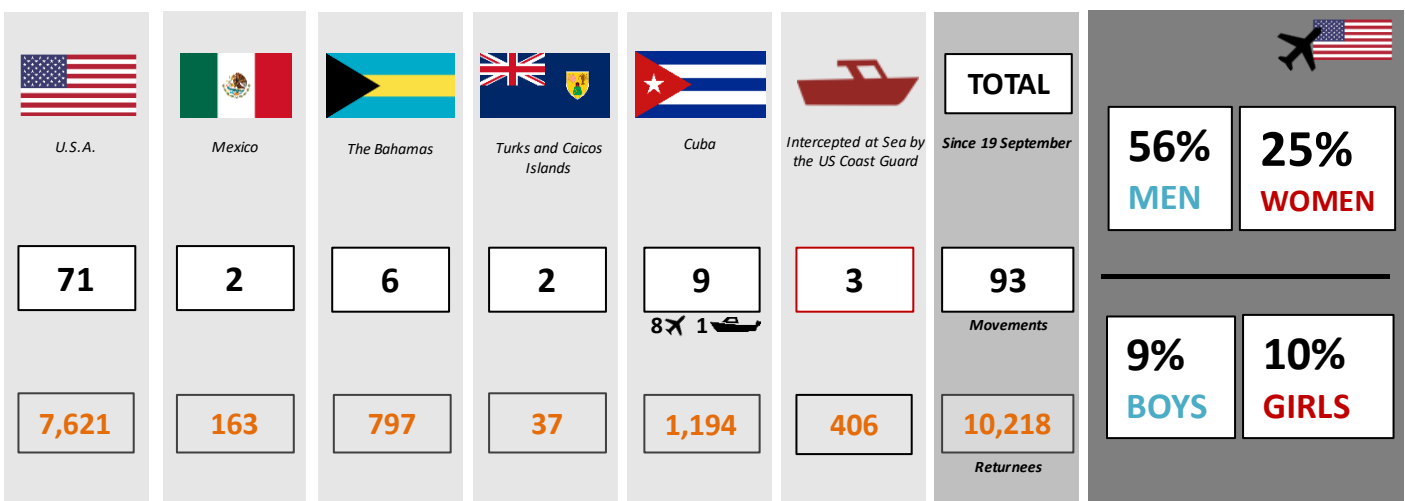 U.S.A.
Mexico
The Bahamas
Turks and Caicos
Islands
Cuba
Intercepted at Sea by
the US Coast Guard
TOTAL
Since 19 September
71
2
6
2
9
3
93
8 1
Movements
7,621
163
797
37
1,194
406
10,218
Returnees
56%
MEN
25%
WOMEN
9%
BOYS
10%
GIRLS